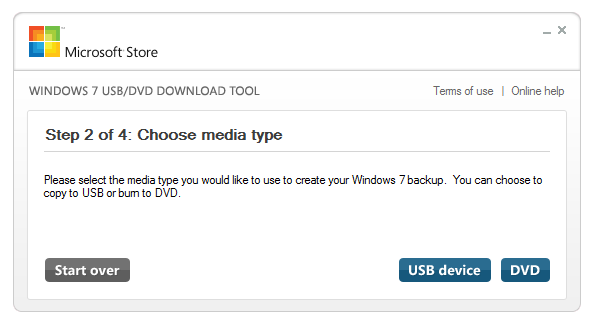 Microsoft Store
WINDOWS 7 USB/DVD DOWNLOAD TOOL
Terms of use | Online help
Step 2 of 4: Choose media type
Please select the media type you would like to use to create your Windows 7 backup. You can choose to
copy to USB or burn to DVD.
Start over
USB device
DVD